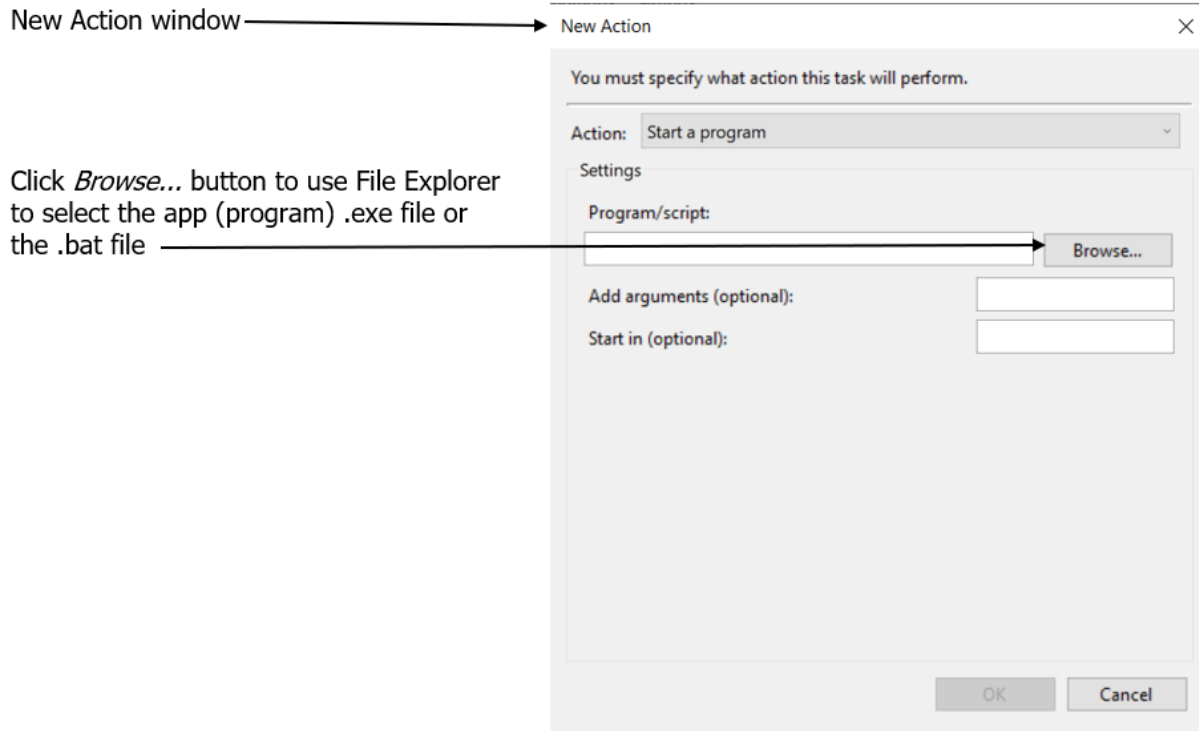 New Action window
New Action
You must specify what action this task will perform.
Action: Start a program
Settings
Click Browse... button to use File Explorer
to select the app (program) .exe file or
the .bat file
Program/script:
Browse...
Add arguments (optional):
Start in (optional):
OK Cancel